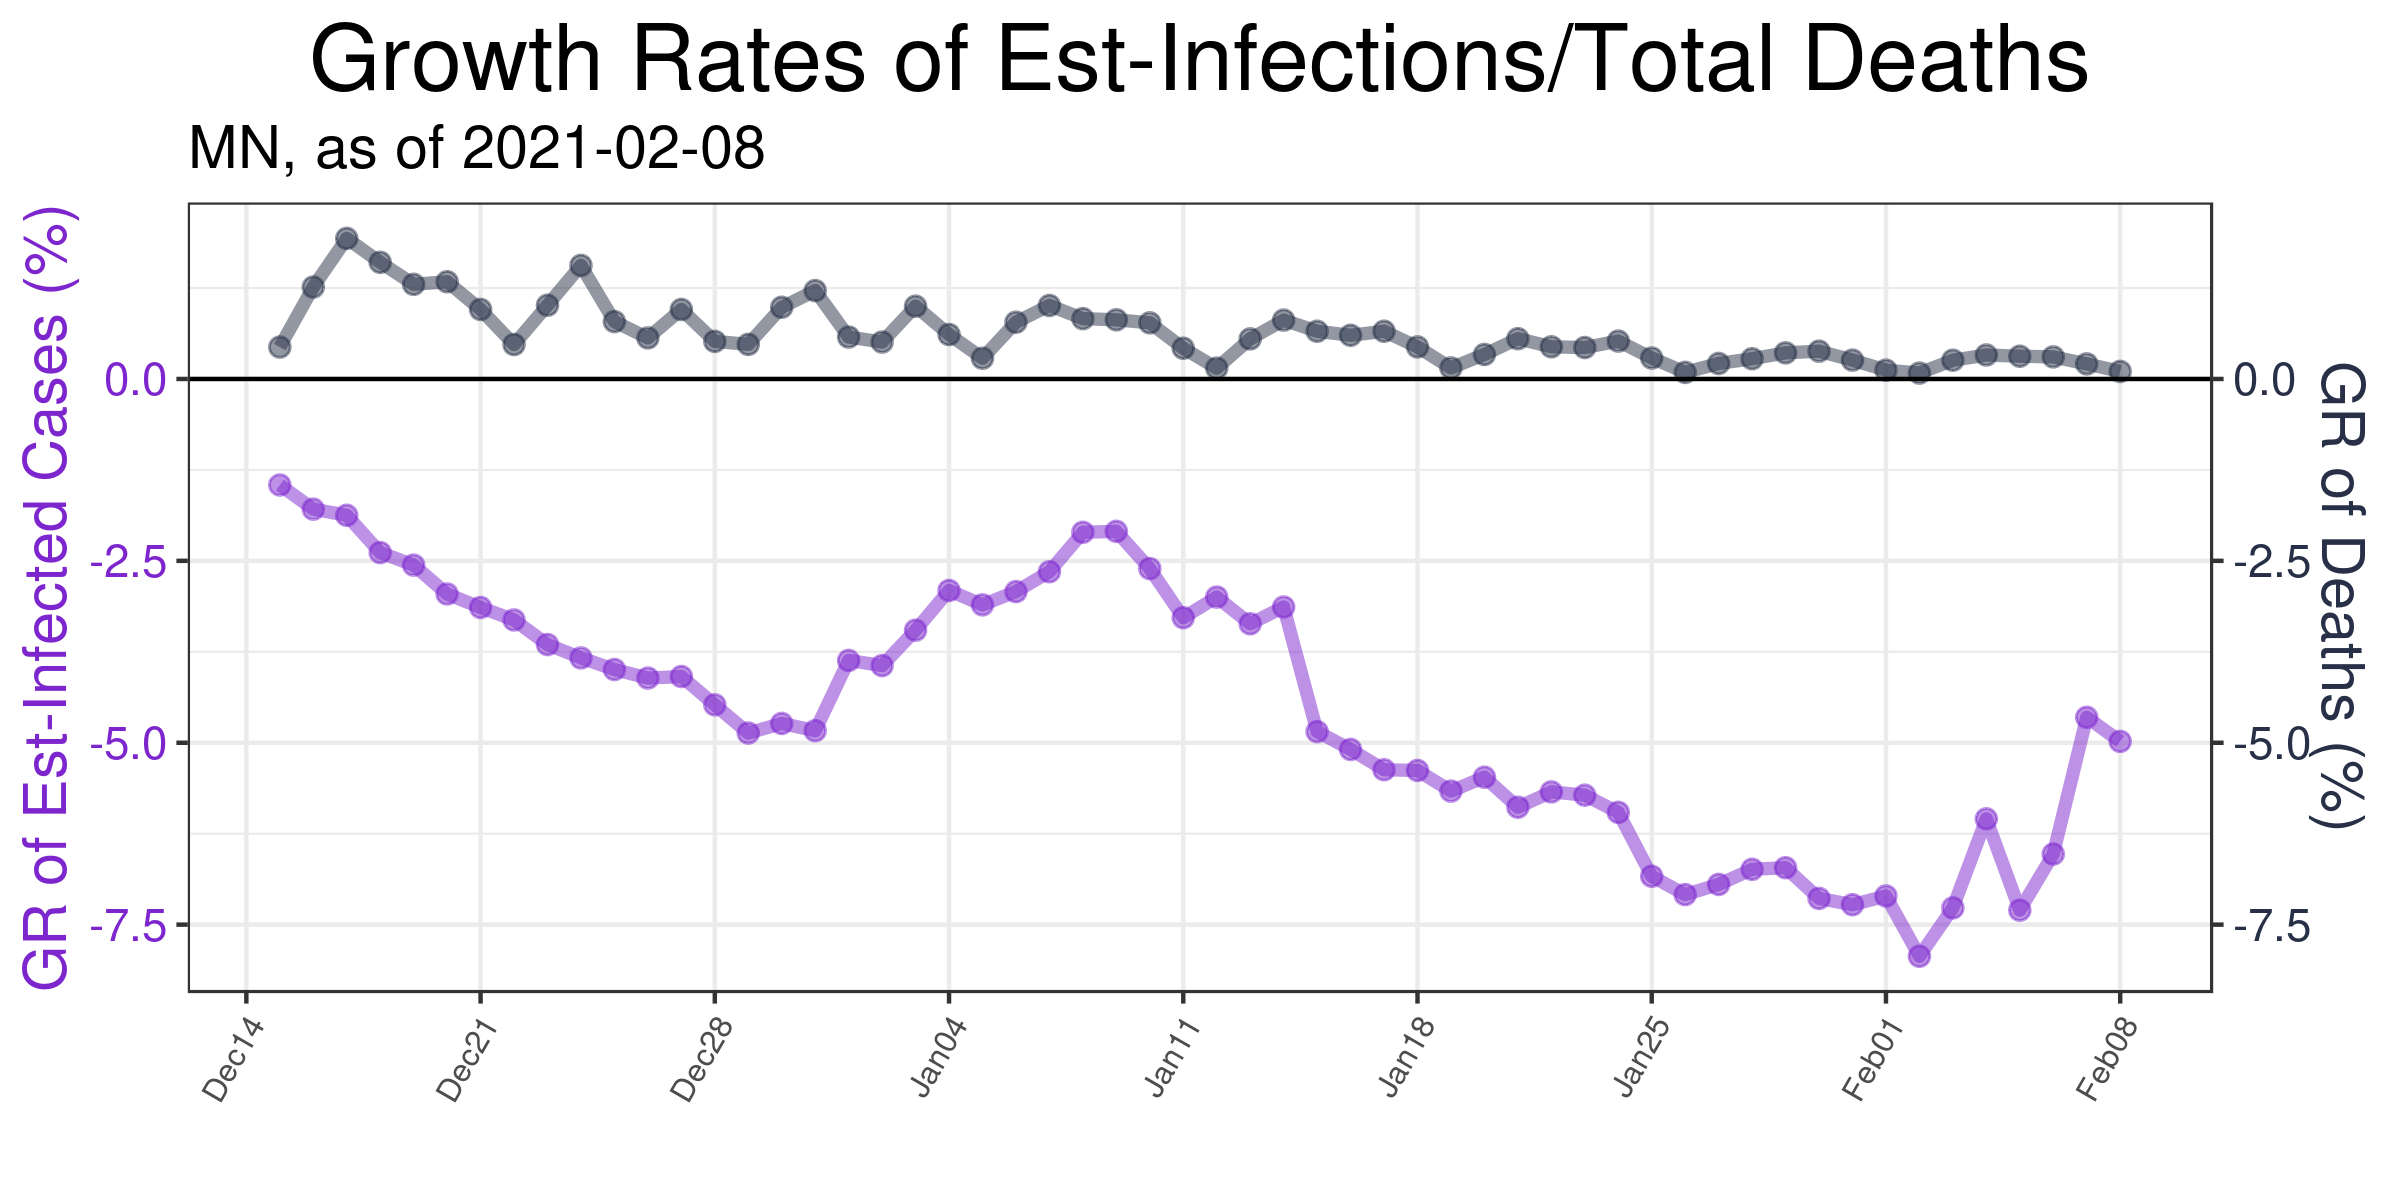 Growth Rates of Est-Infections/Total Deaths
MN, as of 2021-02-08
GR of Est-Infected Cases (%)
0.0
-2.5
-5.0
-7.5
0.0
-2.5
-5.0
-7.5
GR of Deaths (%)
Dec14
Dec21
Dec28
Jan04
Jan11
Jan18
Jan25
Feb01
Feb08